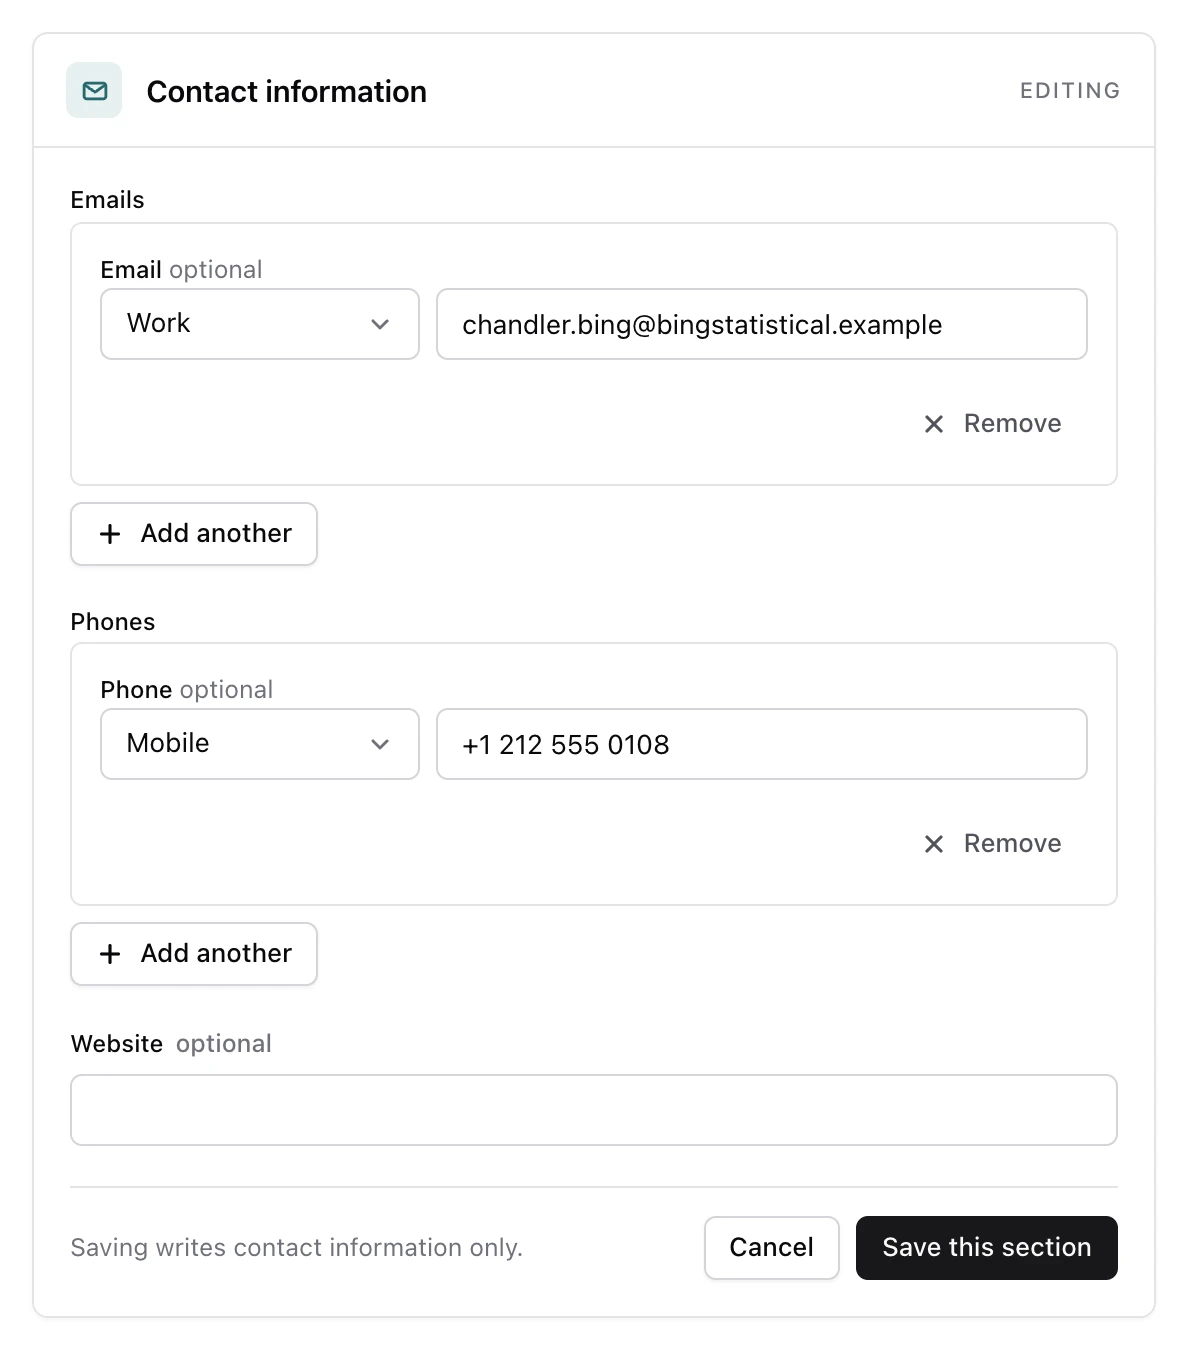 Contact information
EDITING
Emails
Email optional
Work
chandler.bing@bingstatistical.example
Remove
Add another
Phones
Phone optional
Mobile
+1 212 555 0108
Remove
Add another
Website optional
Saving writes contact information only.
Cancel
Save this section